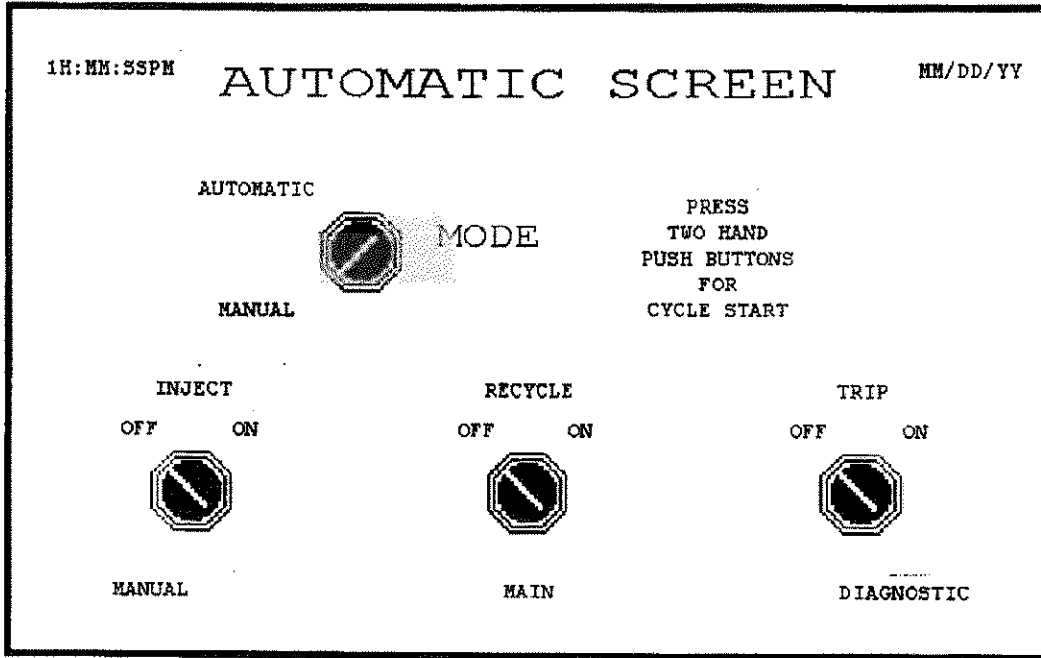 1H:MM:SSPM
AUTOMATIC SCREEN
MM/DD/YY
AUTOMATIC
MODE
MANUAL
PRESS
TWO HAND
PUSH BUTTONS
FOR
CYCLE START
INJECT
OFF ON
RECYCLE
OFF ON
TRIP
OFF ON
MANUAL
MAIN
DIAGNOSTIC